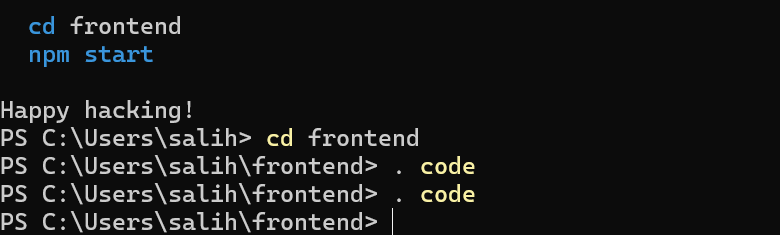 cd frontend
npm start
Happy hacking!
PS C:\Users\salih> cd frontend
PS C:\Users\salih\frontend> . code
PS C:\Users\salih\frontend> . code
PS C:\Users\salih\frontend>